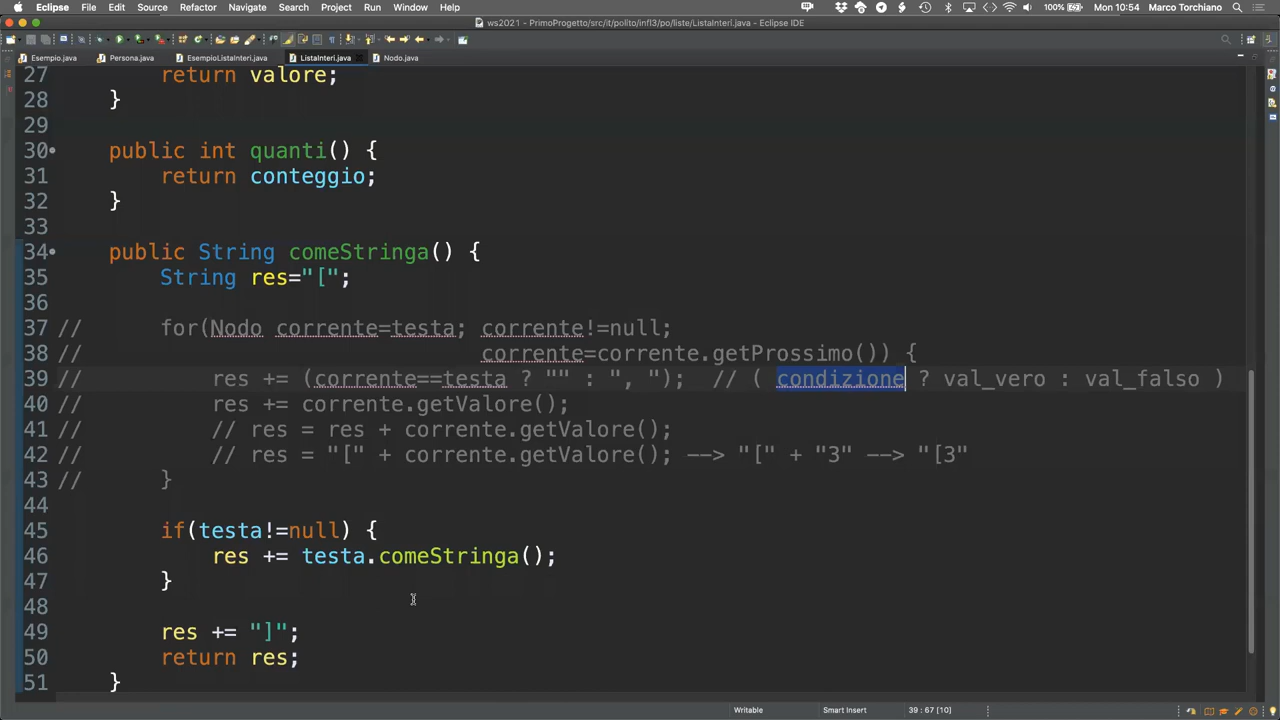 Eclipse File Edit Source Refactor Navigate Search Project Run Window Help 100% Mon 10:54 Marco Torchiano
ws2021 - PrimoProgetto/src/it/polito/infl3/po/liste/ListaInteri.java - Eclipse IDE
Esempio.java Persona.java EsempioListaInteri.java ListaInteri.java Nodo.java
27 return valore;
28 }
29
30 public int quanti() {
31 return conteggio;
32 }
33
34 public String comeStringa() {
35 String res="[";
36
37 // for(Nodo corrente=testa; corrente!=null;
38 // corrente=corrente.getProssimo()) {
39 // res += (corrente==testa ? "" : ", "); // ( condizione ? val_vero : val_falso )
40 // res += corrente.getValore();
41 // // res = res + corrente.getValore();
42 // // res = "[" + corrente.getValore(); --> "[" + "3" --> "[3"
43 // }
44
45 if(testa!=null) {
46 res += testa.comeStringa();
47 }
48
49 res += "]";
50 return res;
51 }
Writable Smart Insert 39 : 67 [10]